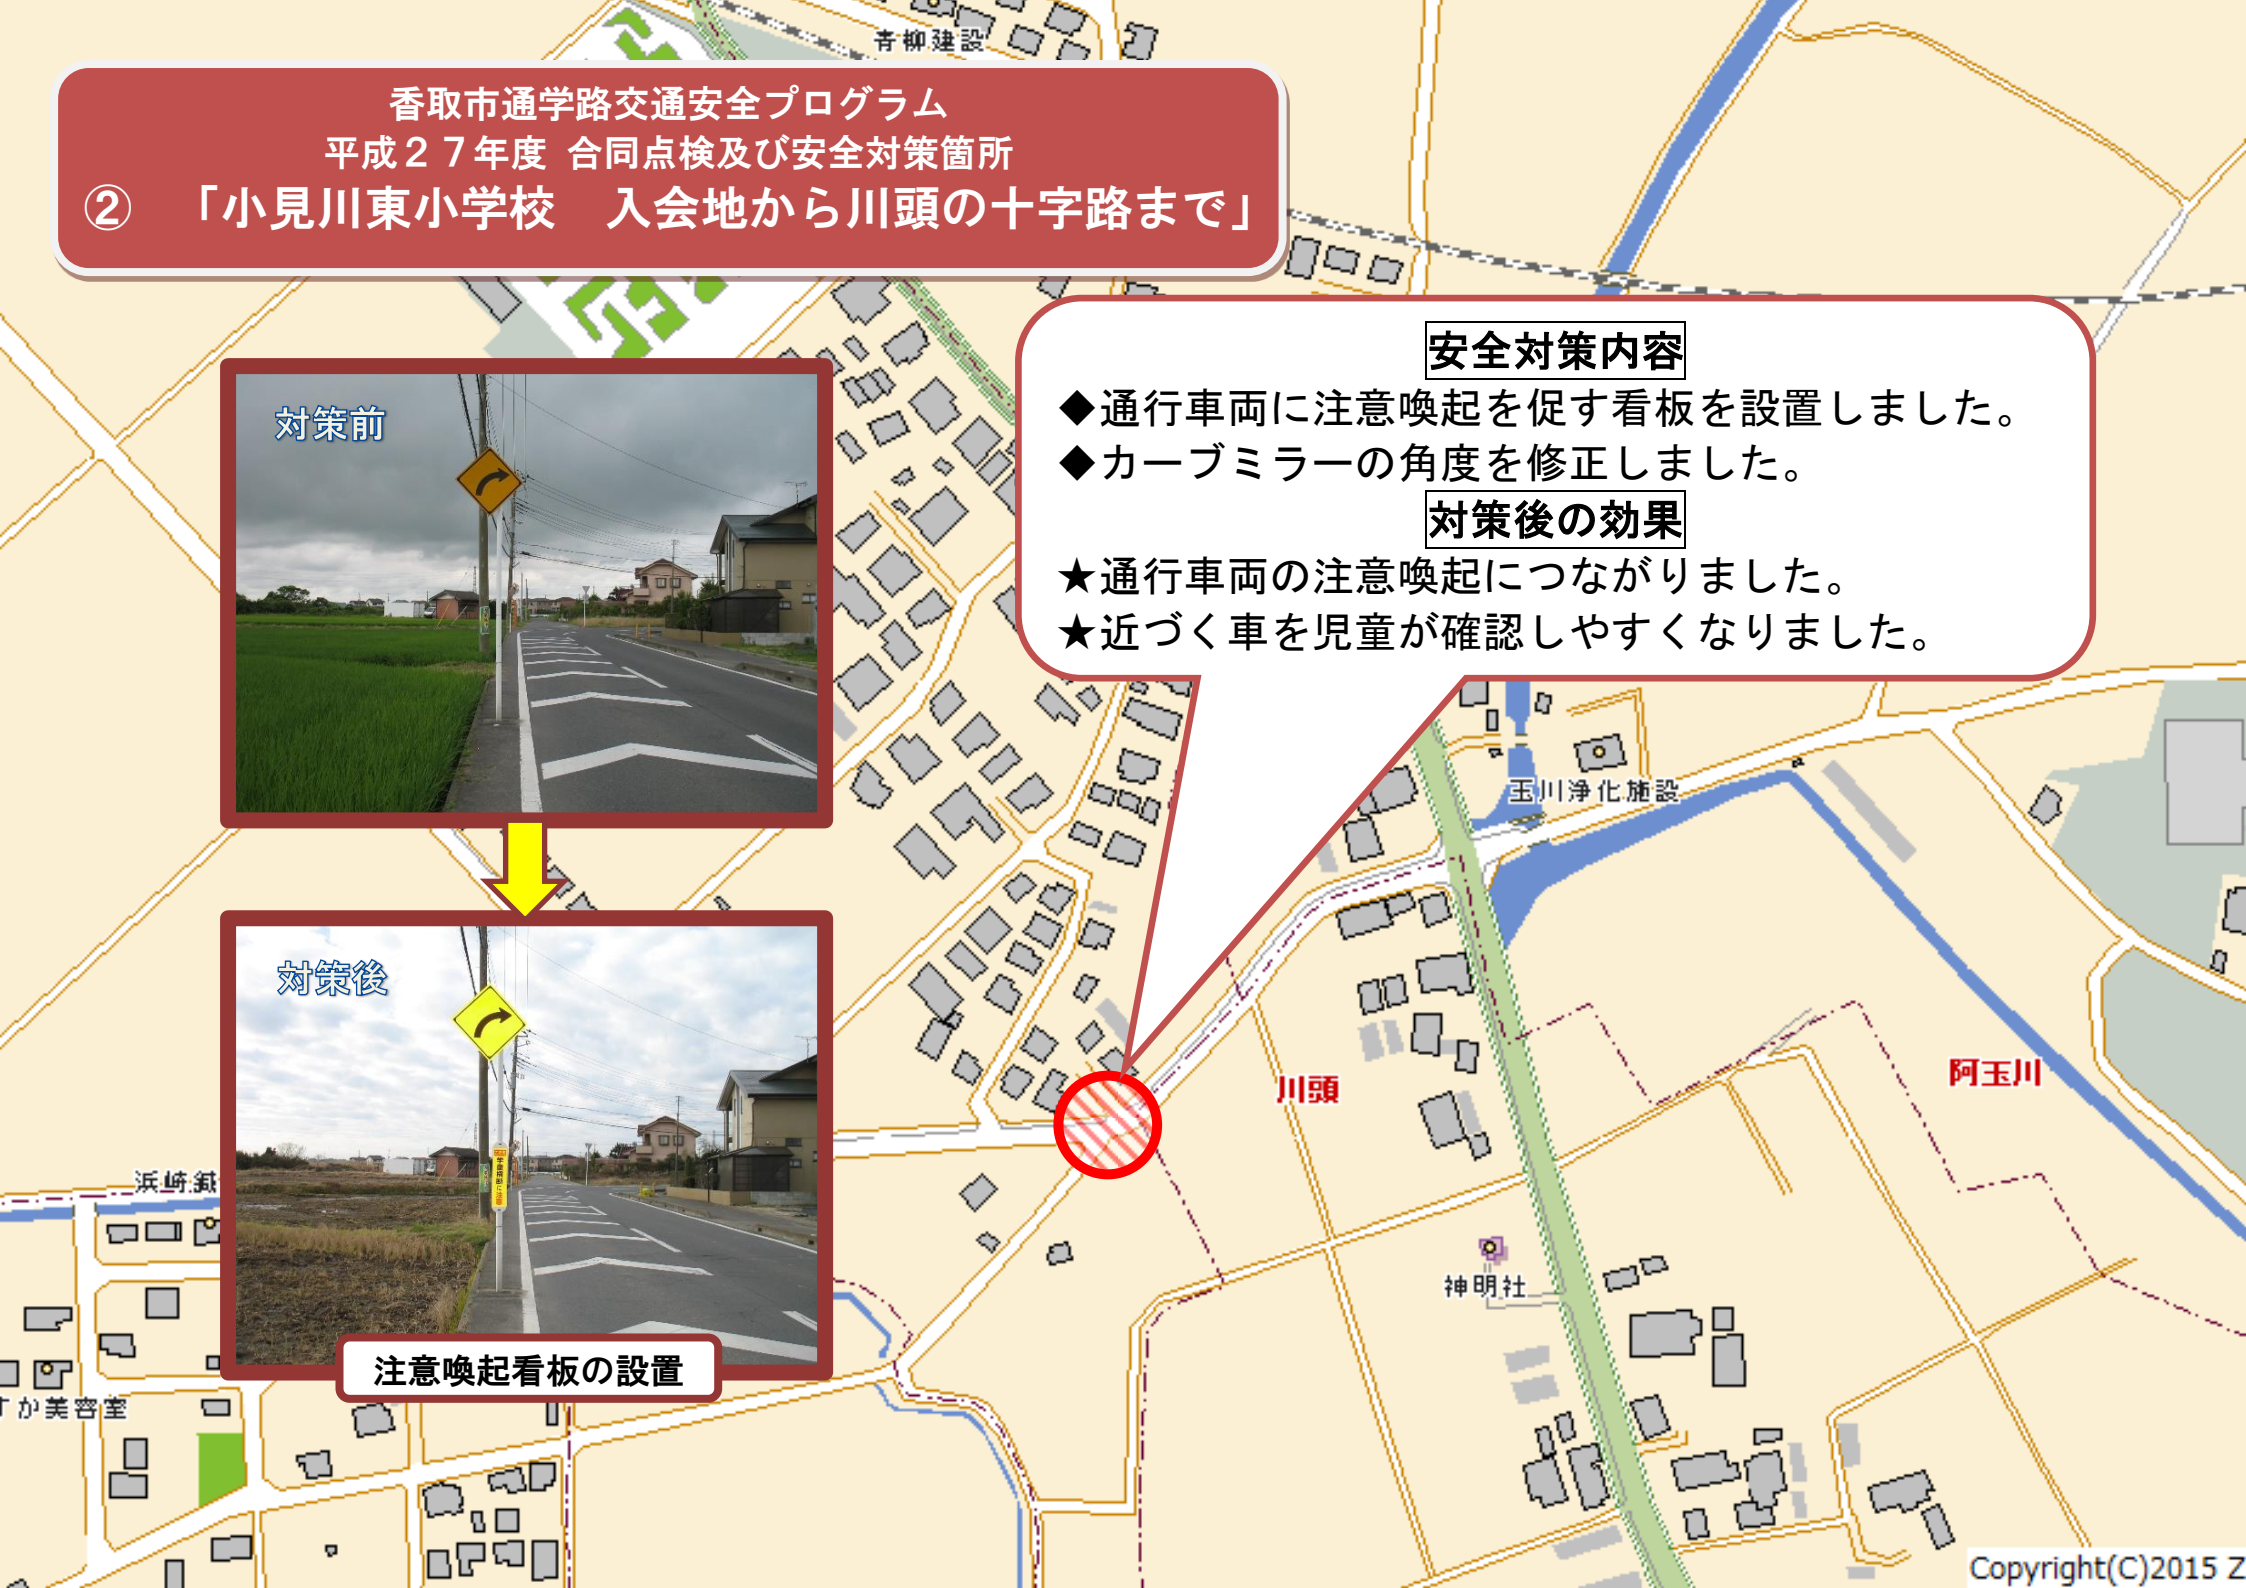 青柳建設
香取市通学路交通安全プログラム
平成２７年度 合同点検及び安全対策箇所
② 「小見川東小学校　入会地から川頭の十字路まで」
安全対策内容
◆通行車両に注意喚起を促す看板を設置しました。
◆カーブミラーの角度を修正しました。
対策後の効果
★通行車両の注意喚起につながりました。
★近づく車を児童が確認しやすくなりました。
対策前
対策後
注意喚起看板の設置
玉川浄化施設
川頭
阿玉川
浜崎鍼
神明社
すか美容室
Copyright(C)2015 Z